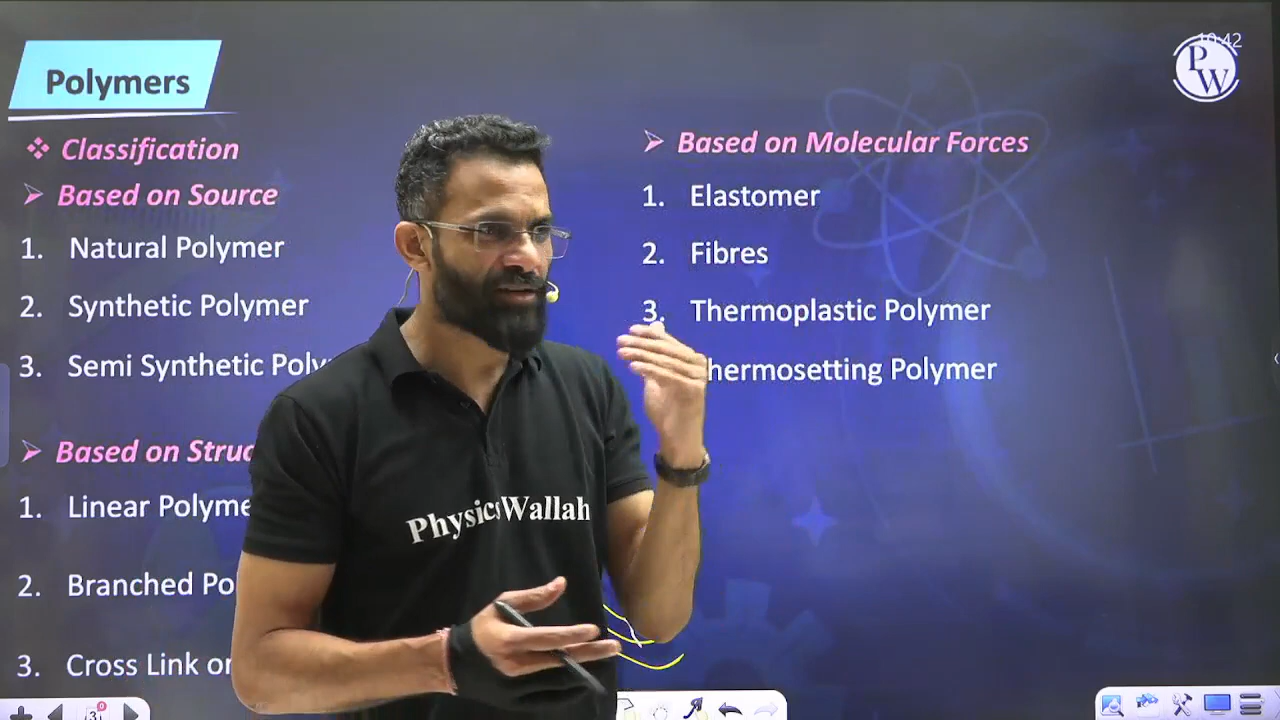 10:42
PW
Polymers
Classification
Based on Source
1. Natural Polymer
2. Synthetic Polymer
3. Semi Synthetic Poly
Based on Struc
1. Linear Polyme
2. Branched Po
3. Cross Link or
Based on Molecular Forces
1. Elastomer
2. Fibres
3. Thermoplastic Polymer
hermosetting Polymer
PhysicsWallah